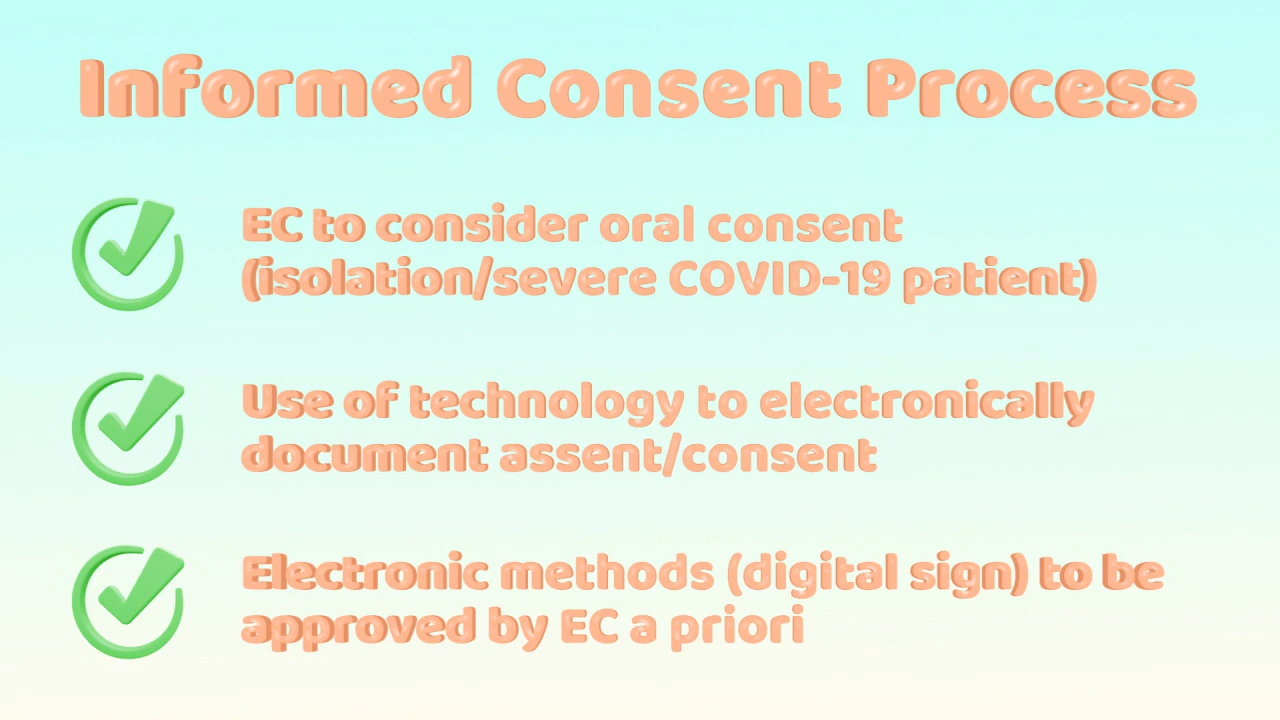 Informed Consent Process
EC to consider oral consent
(isolation/severe COVID-19 patient)
Use of technology to electronically
document assent/consent
Electronic methods (digital sign) to be
approved by EC a priori